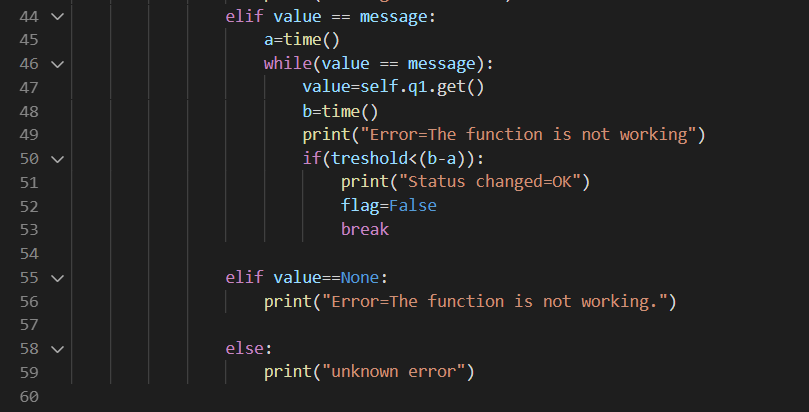 44 elif value == message:
45 a=time()
46 while(value == message):
47 value=self.q1.get()
48 b=time()
49 print("Error=The function is not working")
50 if(treshold<(b-a)):
51 print("Status changed=OK")
52 flag=False
53 break
54
55 elif value==None:
56 print("Error=The function is not working.")
57
58 else:
59 print("unknown error")
60